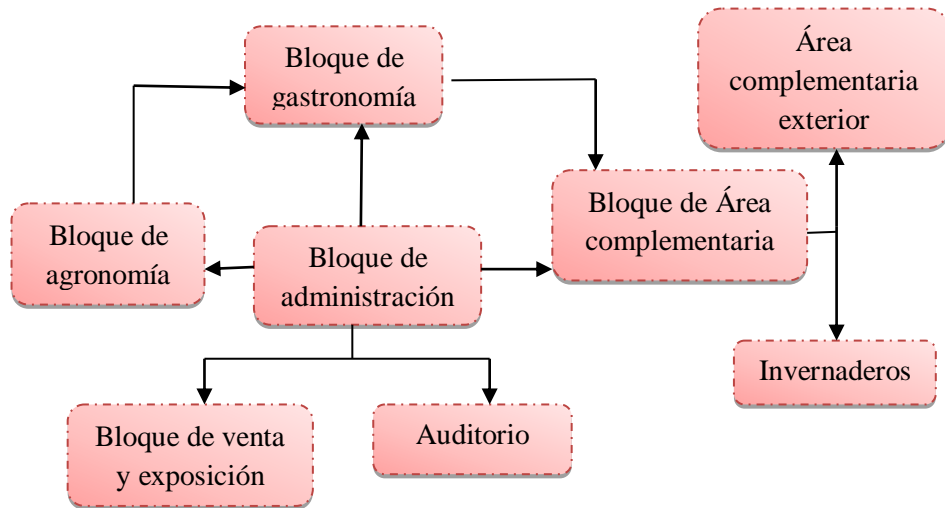 Bloque de
gastronomía
Área
complementaria
exterior
Bloque de
agronomía
Bloque de
administración
Bloque de Área
complementaria
Invernaderos
Bloque de venta
y exposición
Auditorio